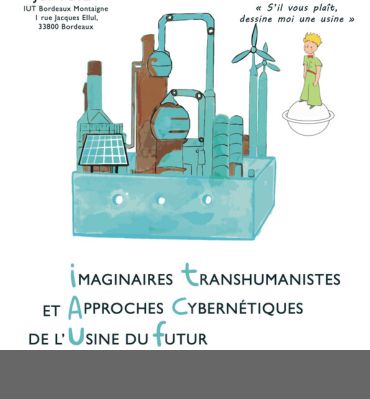 IUT Bordeaux Montaigne
1 rue Jacques Ellul,
33800 Bordeaux
« S'il vous plaît,
dessine moi une usine »
iMAGINAIRES tRANSHUMANISTES
ET APPROCHES CYBERNÉTIQUES
DE L'USINE DU fUTUR